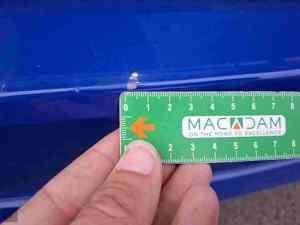 0 1 2 3 4 5 6 7 8
MACADAM
ON THE ROAD TO EXCELLENCE
2 3 4 5 6 7 8